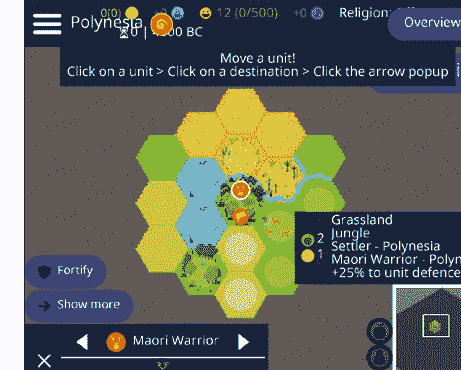 0(0) +0 😀 12 (0/500) +0 Religion:
Polynesia
Overview
Move a unit!
Click on a unit > Click on a destination > Click the arrow popup
Grassland
2 Jungle
Settler - Polynesia
1 Maori Warrior - Polyn
+25% to unit defence
Fortify
Show more
Maori Warrior